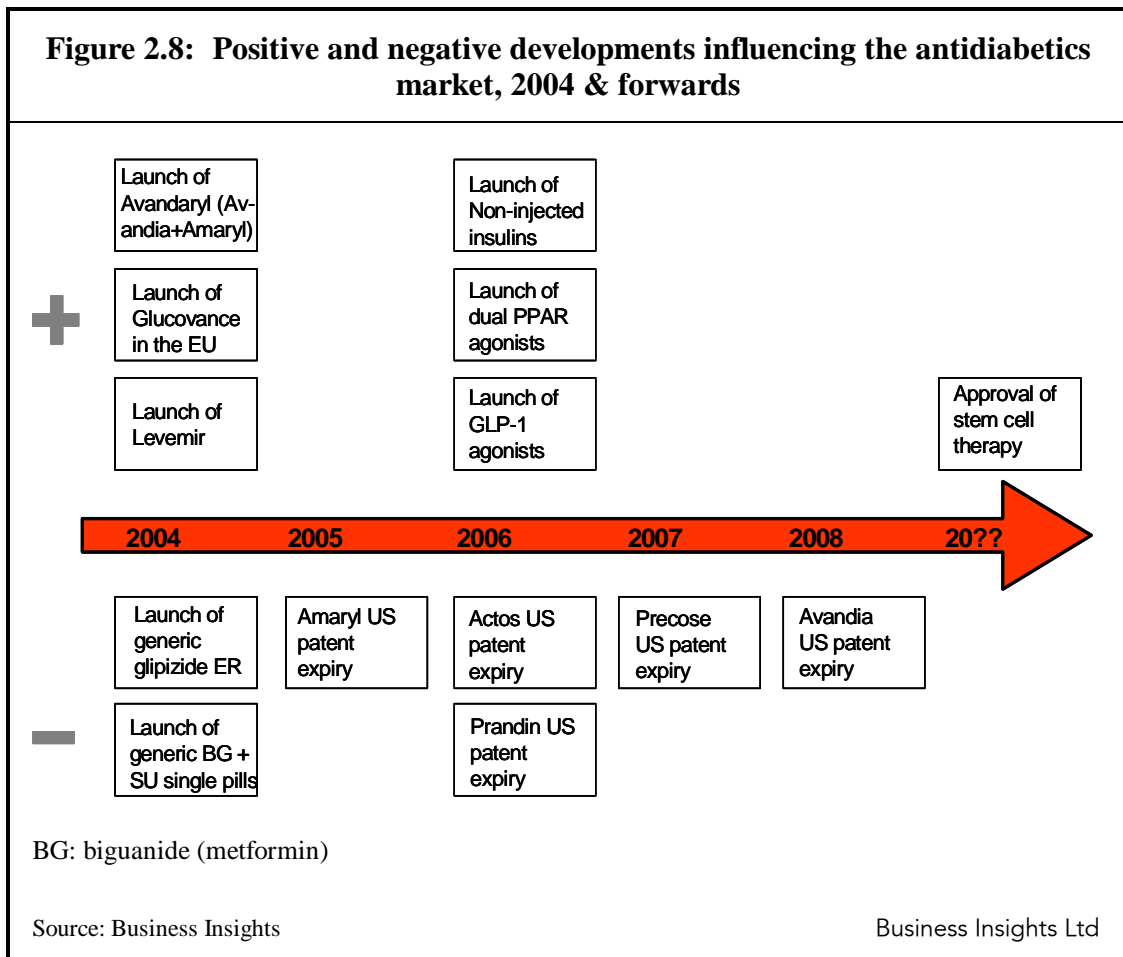 Figure 2.8: Positive and negative developments influencing the antidiabetics
market, 2004 & forwards
Launch of
Avandaryl (Av-
andia+Amaryl)
Launch of
Non-injected
insulins
Launch of
Glucovance
in the EU
Launch of
dual PPAR
agonists
Launch of
Levemir
Launch of
GLP-1
agonists
Approval of
stem cell
therapy
2004 2005 2006 2007 2008 20??
Launch of
generic
glipizide ER
Amaryl US
patent
expiry
Actos US
patent
expiry
Precose
US patent
expiry
Avandia
US patent
expiry
Launch of
generic BG +
SU single pills
Prandin US
patent
expiry
BG: biguanide (metformin)
Source: Business Insights
Business Insights Ltd